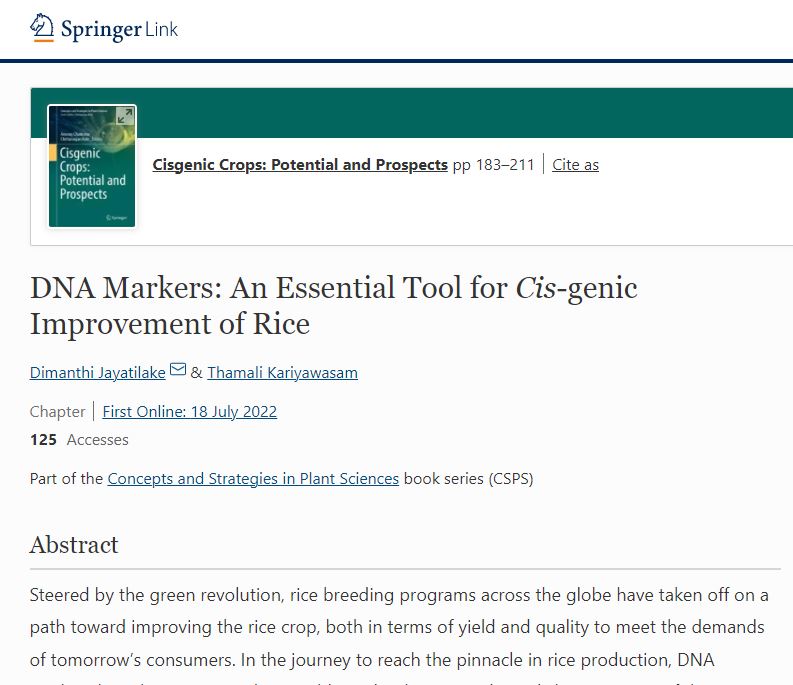 Springer Link
Cisgenic
Crops:
Potential and
Prospects
Springer
Cisgenic Crops: Potential and Prospects pp 183–211 | Cite as
DNA Markers: An Essential Tool for Cis-genic
Improvement of Rice
Dimanthi Jayatilake & Thamali Kariyawasam
Chapter | First Online: 18 July 2022
125 Accesses
Part of the Concepts and Strategies in Plant Sciences book series (CSPS)
Abstract
Steered by the green revolution, rice breeding programs across the globe have taken off on a
path toward improving the rice crop, both in terms of yield and quality to meet the demands
of tomorrow’s consumers. In the journey to reach the pinnacle in rice production, DNA